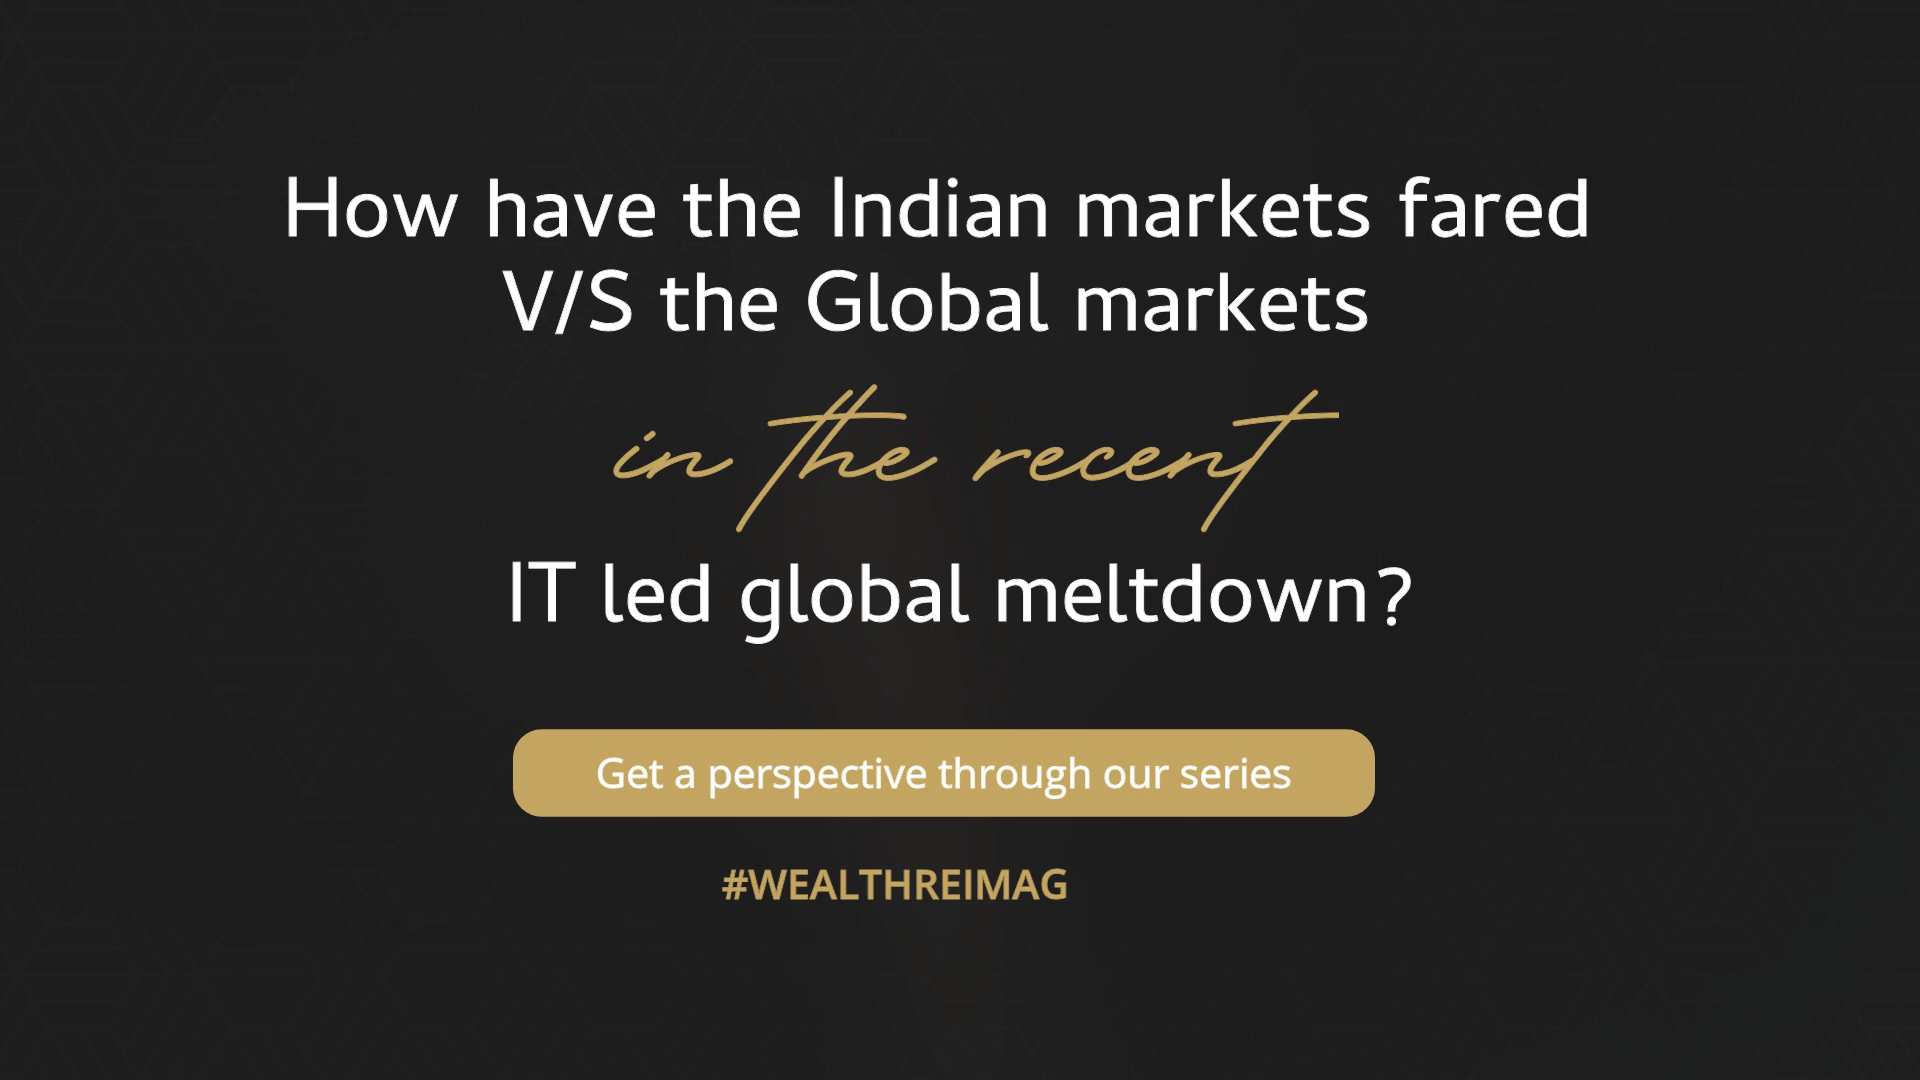 How have the Indian markets fared
V/S the Global markets
in the recent
IT led global meltdown?
Get a perspective through our series
#WEALTHREIMAG